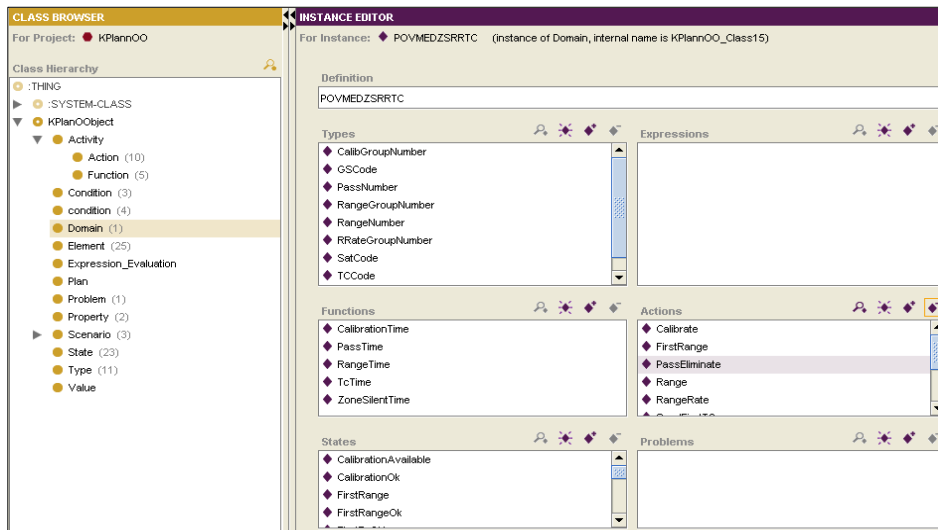 CLASS BROWSER
For Project: KPlannOO
Class Hierarchy
:THING
:SYSTEM-CLASS
KPlanOObject
Activity
Action (10)
Function (5)
Condition (3)
condition (4)
Domain (1)
Element (25)
Expression_Evaluation
Plan
Problem (1)
Property (2)
Scenario (3)
State (23)
Type (11)
Value
INSTANCE EDITOR
For Instance: POVMEDZSRRTC (instance of Domain, internal name is KPlannOO_Class15)
Definition
POVMEDZSRRTC
Types
CalibGroupNumber
GSCode
PassNumber
RangeGroupNumber
RangeNumber
RRateGroupNumber
SatCode
TCCode
Expressions
Functions
CalibrationTime
PassTime
RangeTime
TcTime
ZoneSilentTime
Actions
Calibrate
FirstRange
PassEliminate
Range
RangeRate
States
CalibrationAvailable
CalibrationOk
FirstRange
FirstRangeOk
Problems